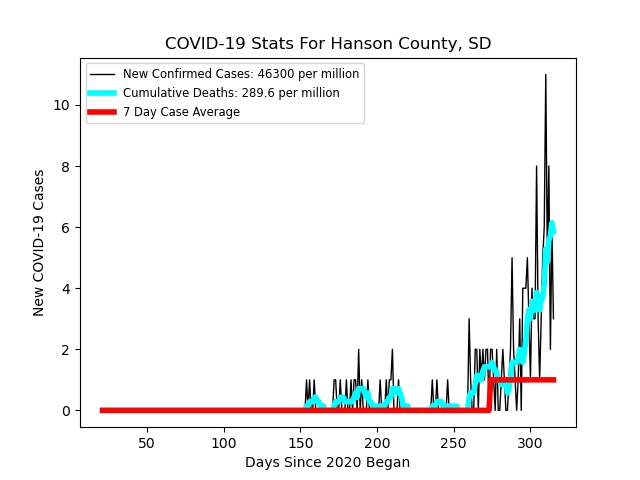 COVID-19 Stats For Hanson County, SD
New Confirmed Cases: 46300 per million
Cumulative Deaths: 289.6 per million
7 Day Case Average
10
8
6
4
2
0
New COVID-19 Cases
50 100 150 200 250 300
Days Since 2020 Began